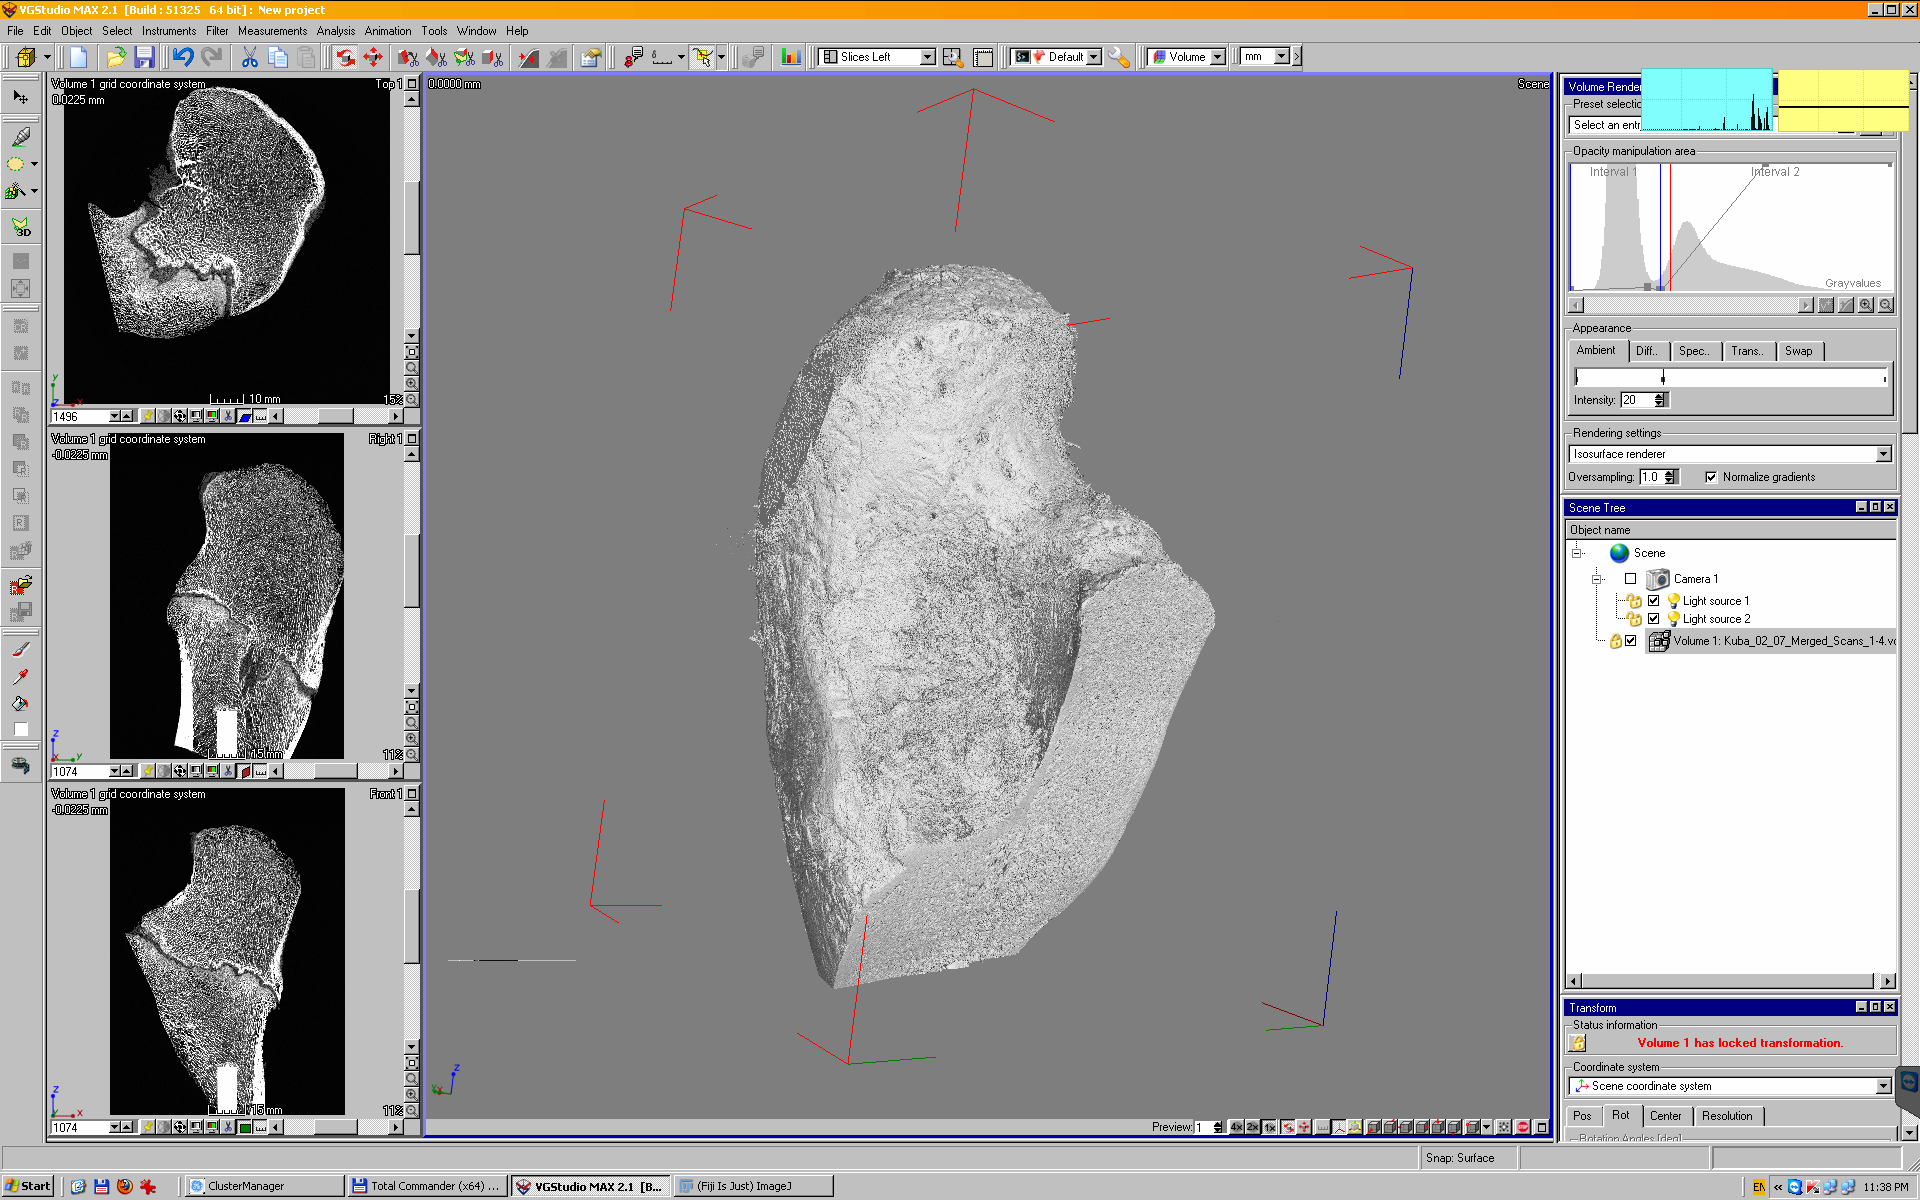 VGStudio MAX 2.1 [Build : 51325 64 bit] : New project
File Edit Object Select Instruments Filter Measurements Analysis Animation Tools Window Help
Slices Left
Default
Volume
mm
Volume 1 grid coordinate system
Top 1
0.0225 mm
10 mm
15%
1496
Volume 1 grid coordinate system
Right 1
-0.0225 mm
15 mm
11%
1074
Volume 1 grid coordinate system
Front 1
-0.0225 mm
15 mm
11%
1074
0.0000 mm
Scene
Preview: 1
4x 2x 1x
Volume Render
Preset selectio
Select an entr
Opacity manipulation area
Interval 1
Interval 2
Grayvalues
Appearance
Ambient Diff.. Spec.. Trans.. Swap
Intensity: 20
Rendering settings
Isosurface renderer
Oversampling: 1.0 Normalize gradients
Scene Tree
Object name
Scene
Camera 1
Light source 1
Light source 2
Volume 1: Kuba_02_07_Merged_Scans_1-4.vo
Transform
Status information
Volume 1 has locked transformation.
Coordinate system
Scene coordinate system
Pos Rot Center Resolution
Rotation Angles [deg]
Snap: Surface
Start
ClusterManager
Total Commander (x64) ...
VGStudio MAX 2.1 [B...
(Fiji Is Just) ImageJ
EN
11:38 PM